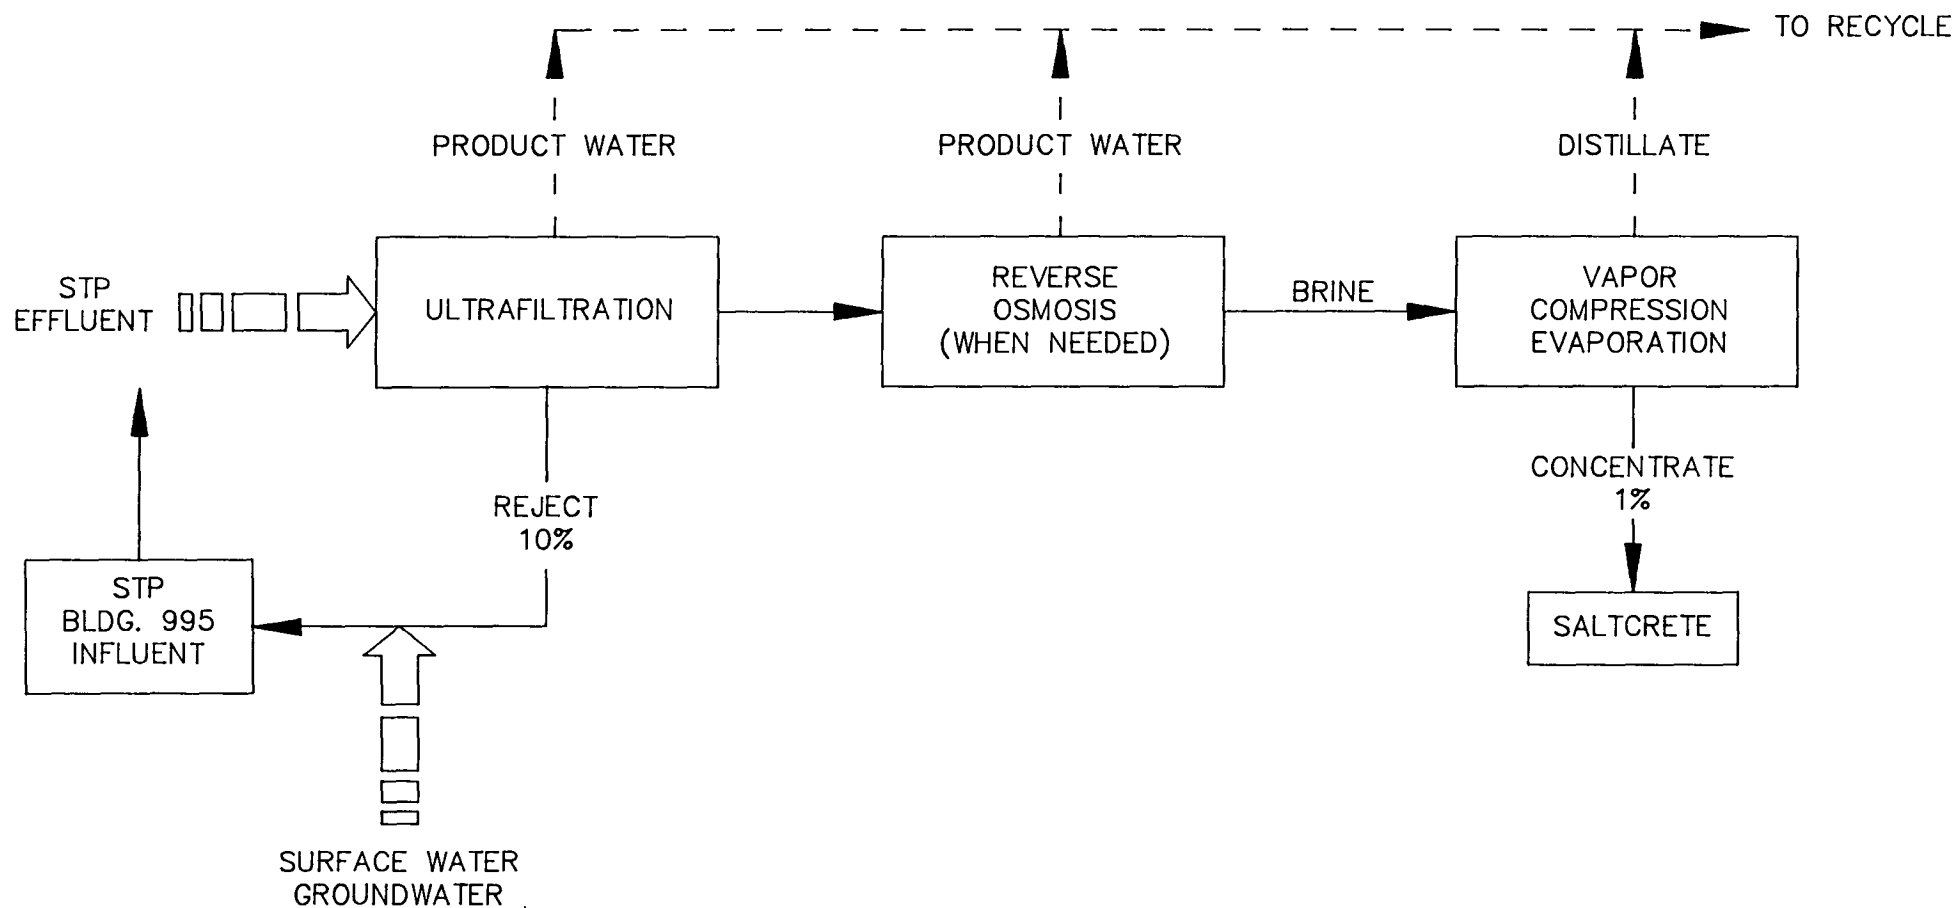 TO RECYCLE
PRODUCT WATER
PRODUCT WATER
DISTILLATE
STP
EFFLUENT
ULTRAFILTRATION
REVERSE
OSMOSIS
(WHEN NEEDED)
BRINE
VAPOR
COMPRESSION
EVAPORATION
REJECT
10%
CONCENTRATE
1%
STP
BLDG. 995
INFLUENT
SALTCRETE
SURFACE WATER
GROUNDWATER